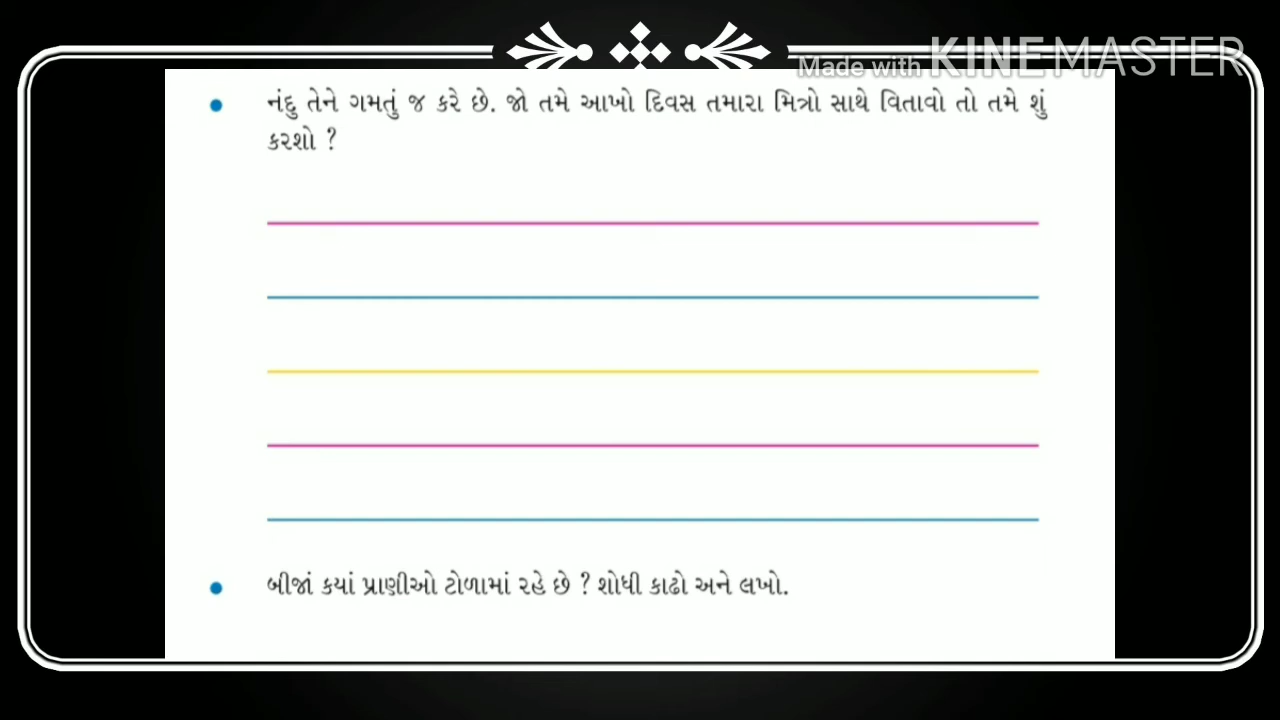 Made with KINEMASTER
નંદુ તેને ગમતું જ કરે છે. જો તમે આખો દિવસ તમારા મિત્રો સાથે વિતાવો તો તમે શું
કરશો ?
બીજાં કયાં પ્રાણીઓ ટોળામાં રહે છે ? શોધી કાઢો અને લખો.